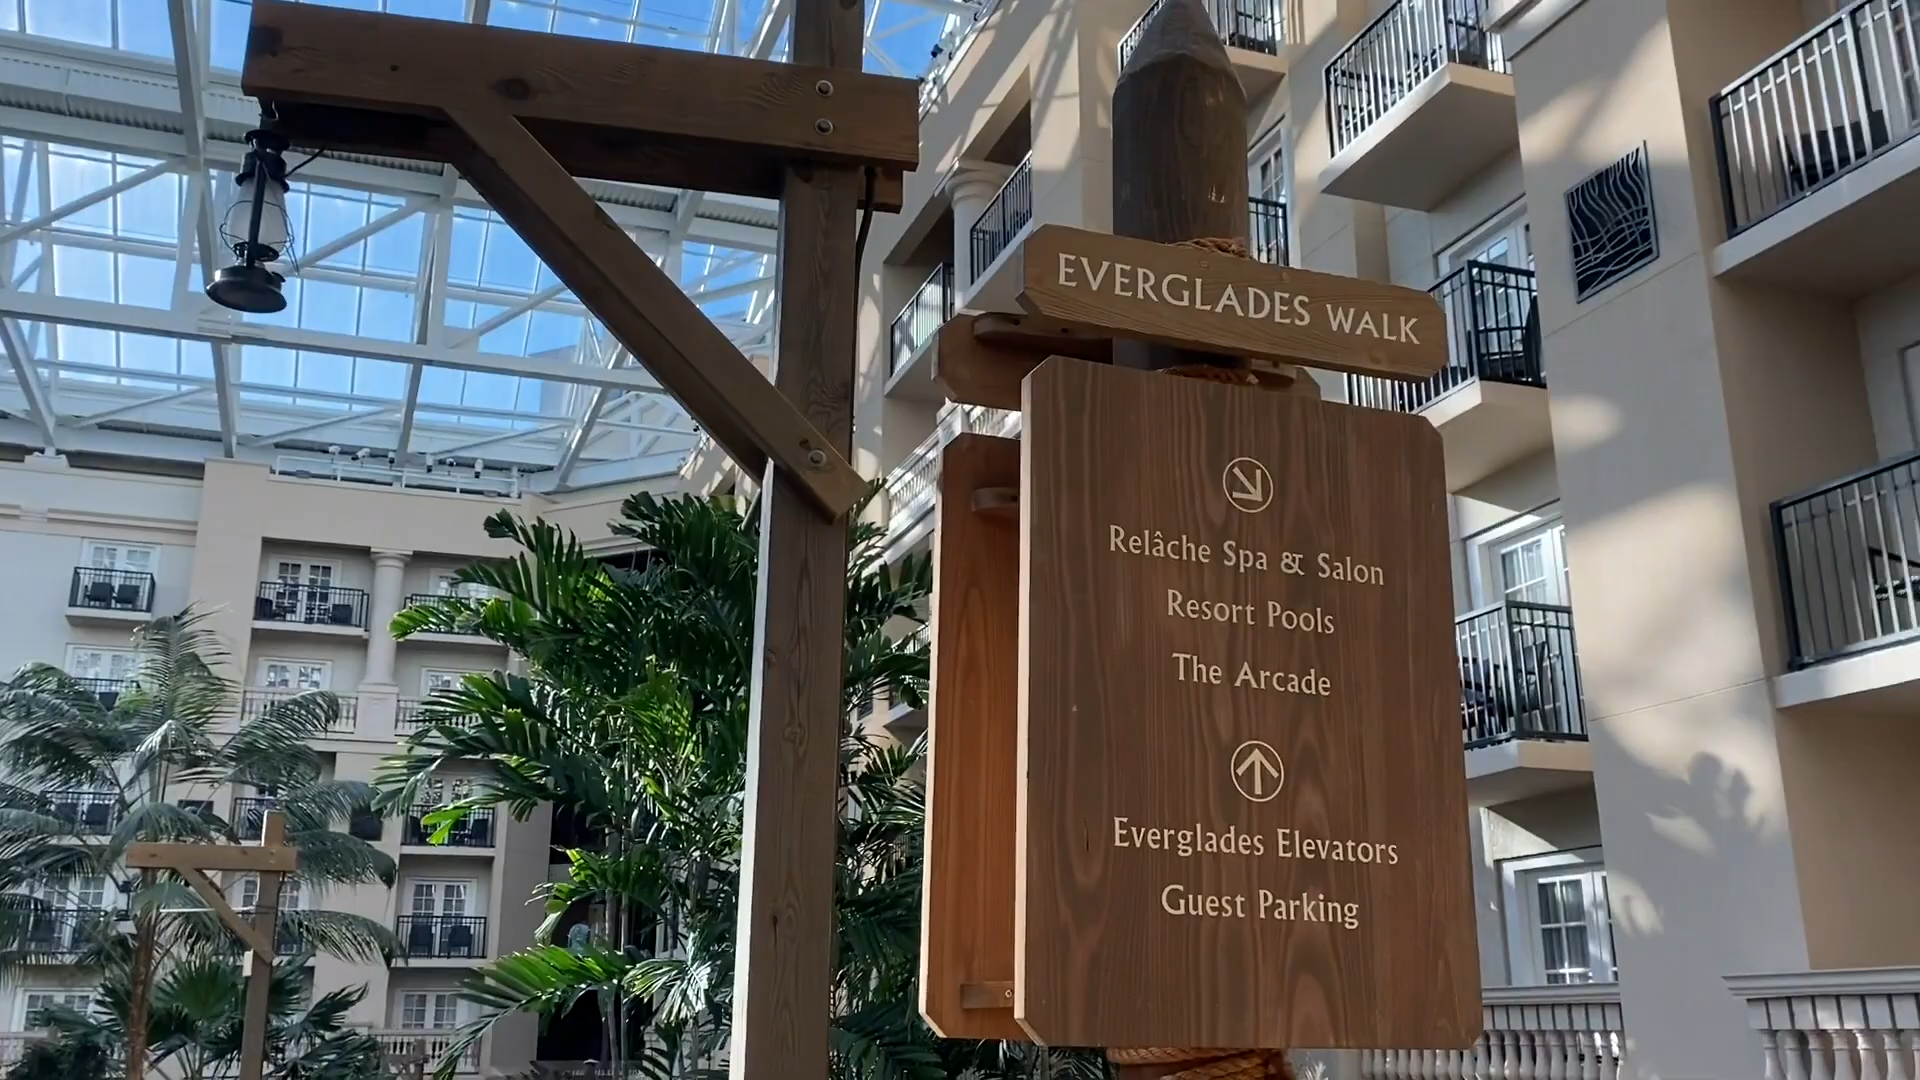 EVERGLADES WALK
Relâche Spa & Salon
Resort Pools
The Arcade
Everglades Elevators
Guest Parking